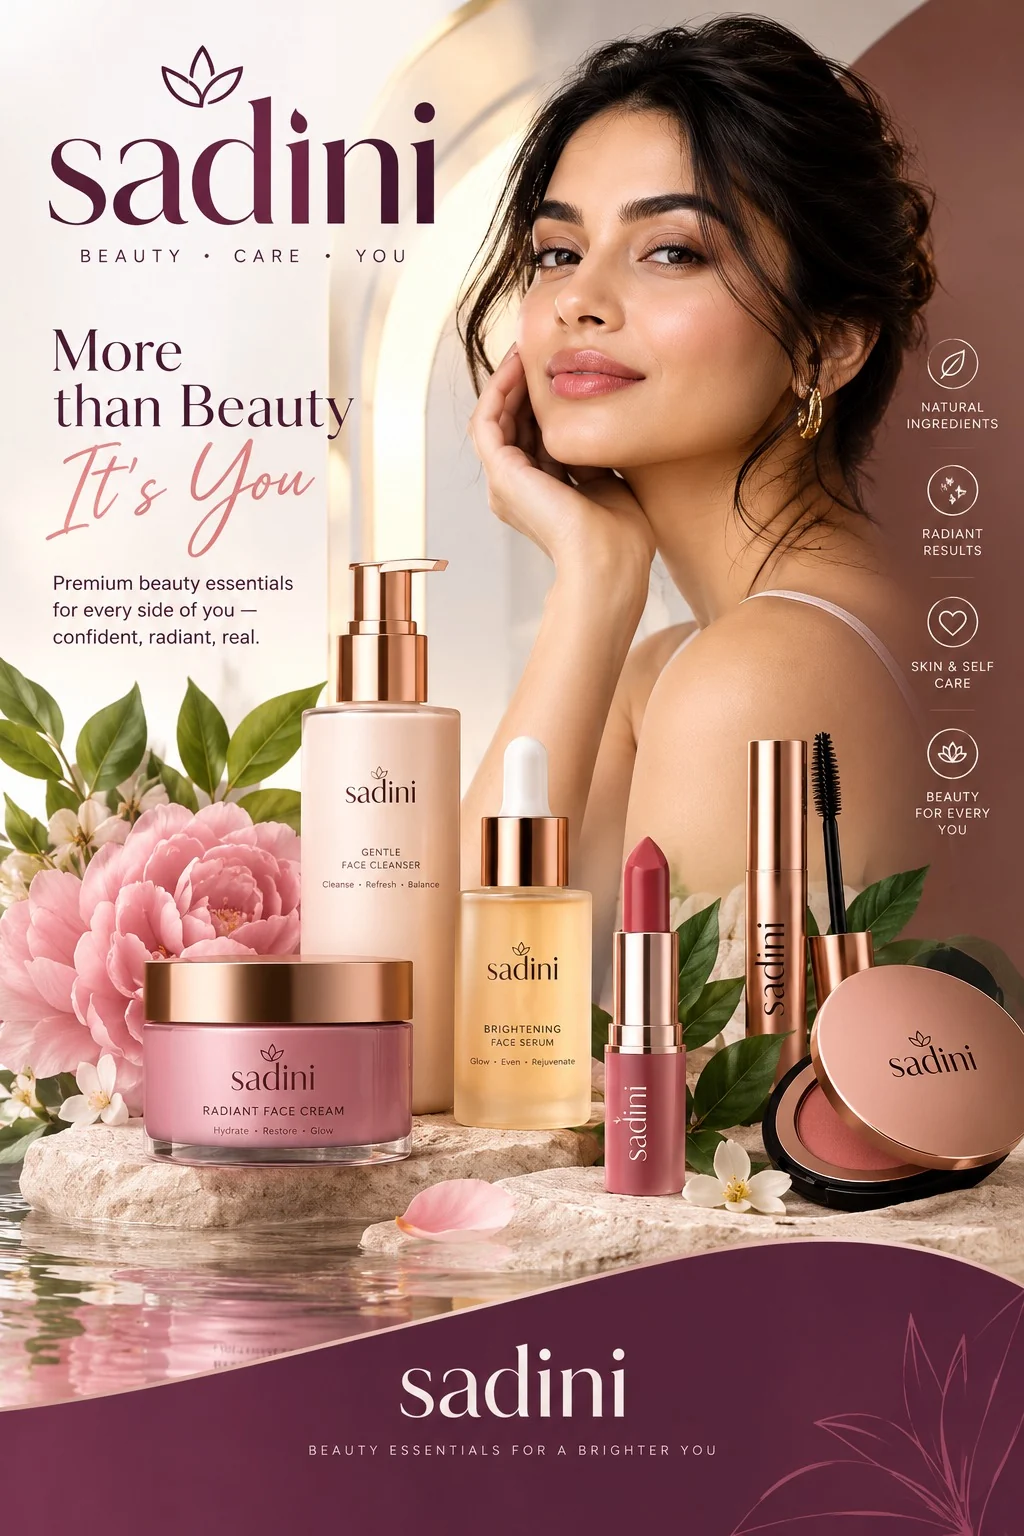 sadini
BEAUTY • CARE • YOU
More
than Beauty
It's You
Premium beauty essentials
for every side of you —
confident, radiant, real.
NATURAL
INGREDIENTS
RADIANT
RESULTS
SKIN & SELF
CARE
BEAUTY
FOR EVERY
YOU
sadini
GENTLE
FACE CLEANSER
Cleanse • Refresh • Balance
sadini
BRIGHTENING
FACE SERUM
Glow • Even • Rejuvenate
sadini
RADIANT FACE CREAM
Hydrate • Restore • Glow
sadini
sadini
sadini
sadini
BEAUTY ESSENTIALS FOR A BRIGHTER YOU